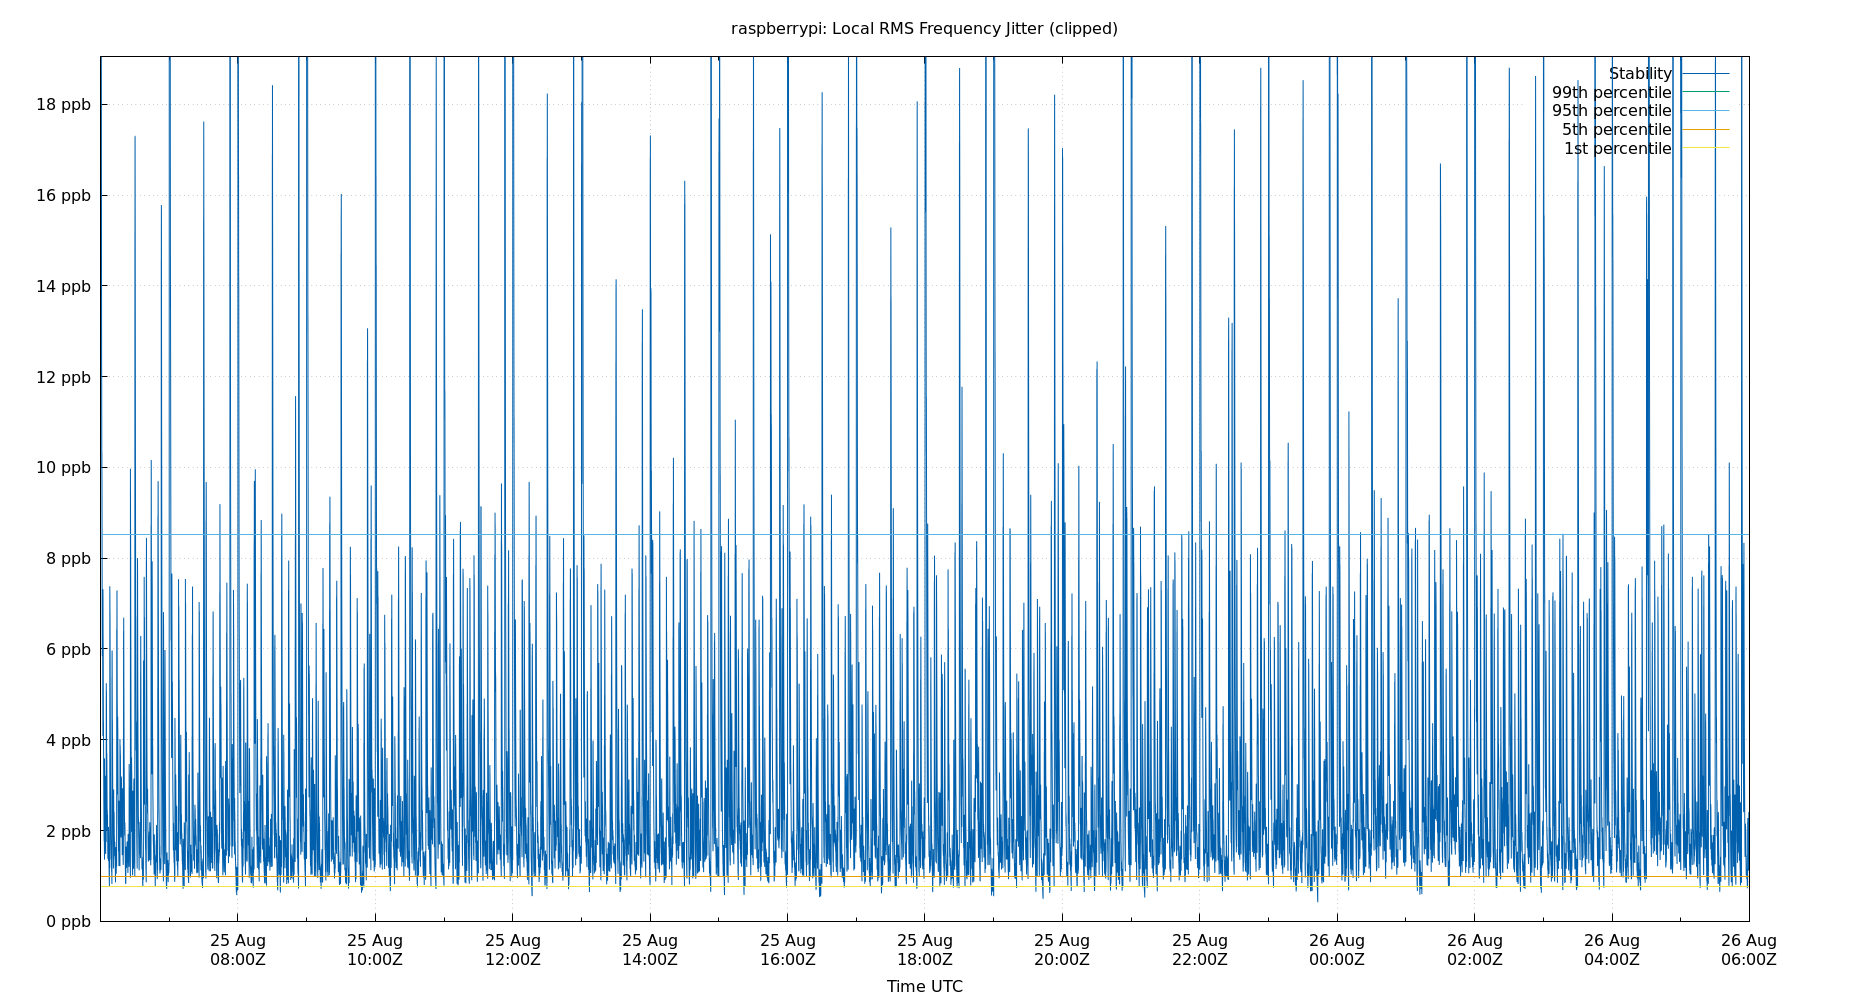 raspberrypi: Local RMS Frequency Jitter (clipped)
Stability
99th percentile
95th percentile
5th percentile
1st percentile
18 ppb
16 ppb
14 ppb
12 ppb
10 ppb
8 ppb
6 ppb
4 ppb
2 ppb
0 ppb
25 Aug 25 Aug 25 Aug 25 Aug 25 Aug 25 Aug 25 Aug 25 Aug 26 Aug 26 Aug 26 Aug 26 Aug
08:00Z 10:00Z 12:00Z 14:00Z 16:00Z 18:00Z 20:00Z 22:00Z 00:00Z 02:00Z 04:00Z 06:00Z
Time UTC